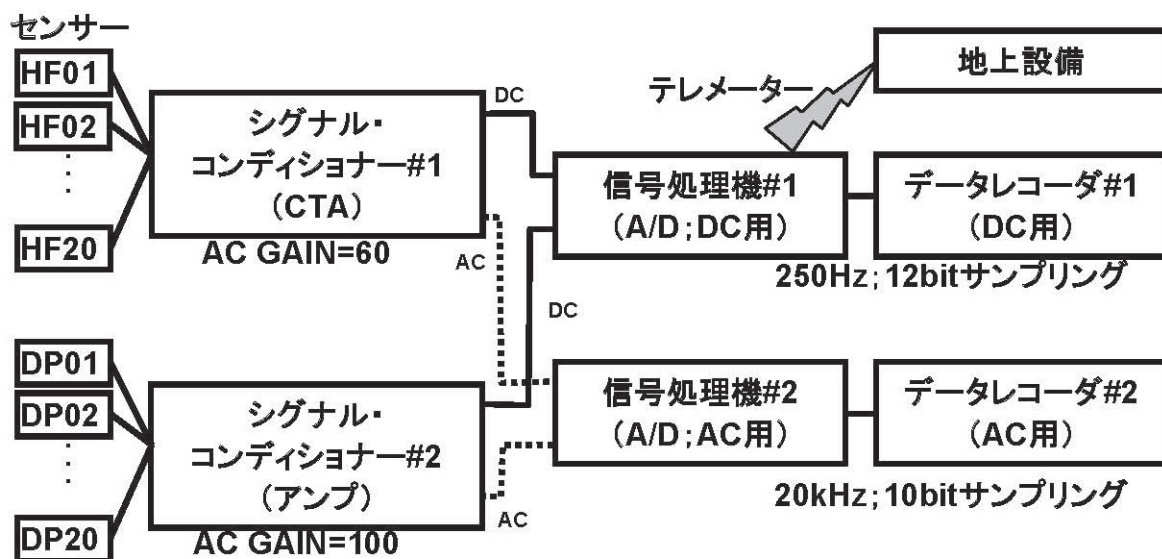 センサー
HF01
HF02
⋮
HF20
シグナル・
コンディショナー#1
(CTA)
AC GAIN=60
DC
AC
DP01
DP02
⋮
DP20
シグナル・
コンディショナー#2
(アンプ)
AC GAIN=100
DC
AC
テレメーター
地上設備
信号処理機#1
(A/D;DC用)
データレコーダ#1
(DC用)
250Hz;12bitサンプリング
信号処理機#2
(A/D;AC用)
データレコーダ#2
(AC用)
20kHz;10bitサンプリング